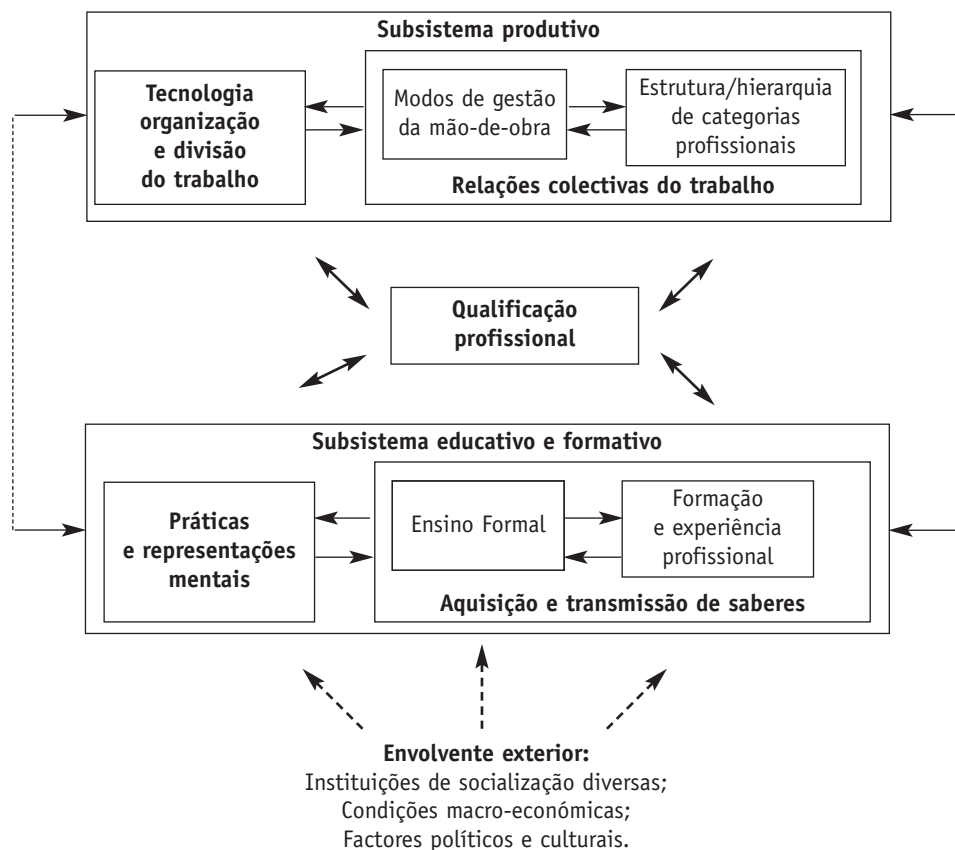 Subsistema produtivo
Tecnologia
organização
e divisão
do trabalho
Modos de gestão
da mão-de-obra
Estrutura/hierarquia
de categorias
profissionais
Relações colectivas do trabalho
Qualificação
profissional
Subsistema educativo e formativo
Práticas
e representações
mentais
Ensino Formal
Formação
e experiência
profissional
Aquisição e transmissão de saberes
Envolvente exterior:
Instituições de socialização diversas;
Condições macro-económicas;
Factores políticos e culturais.